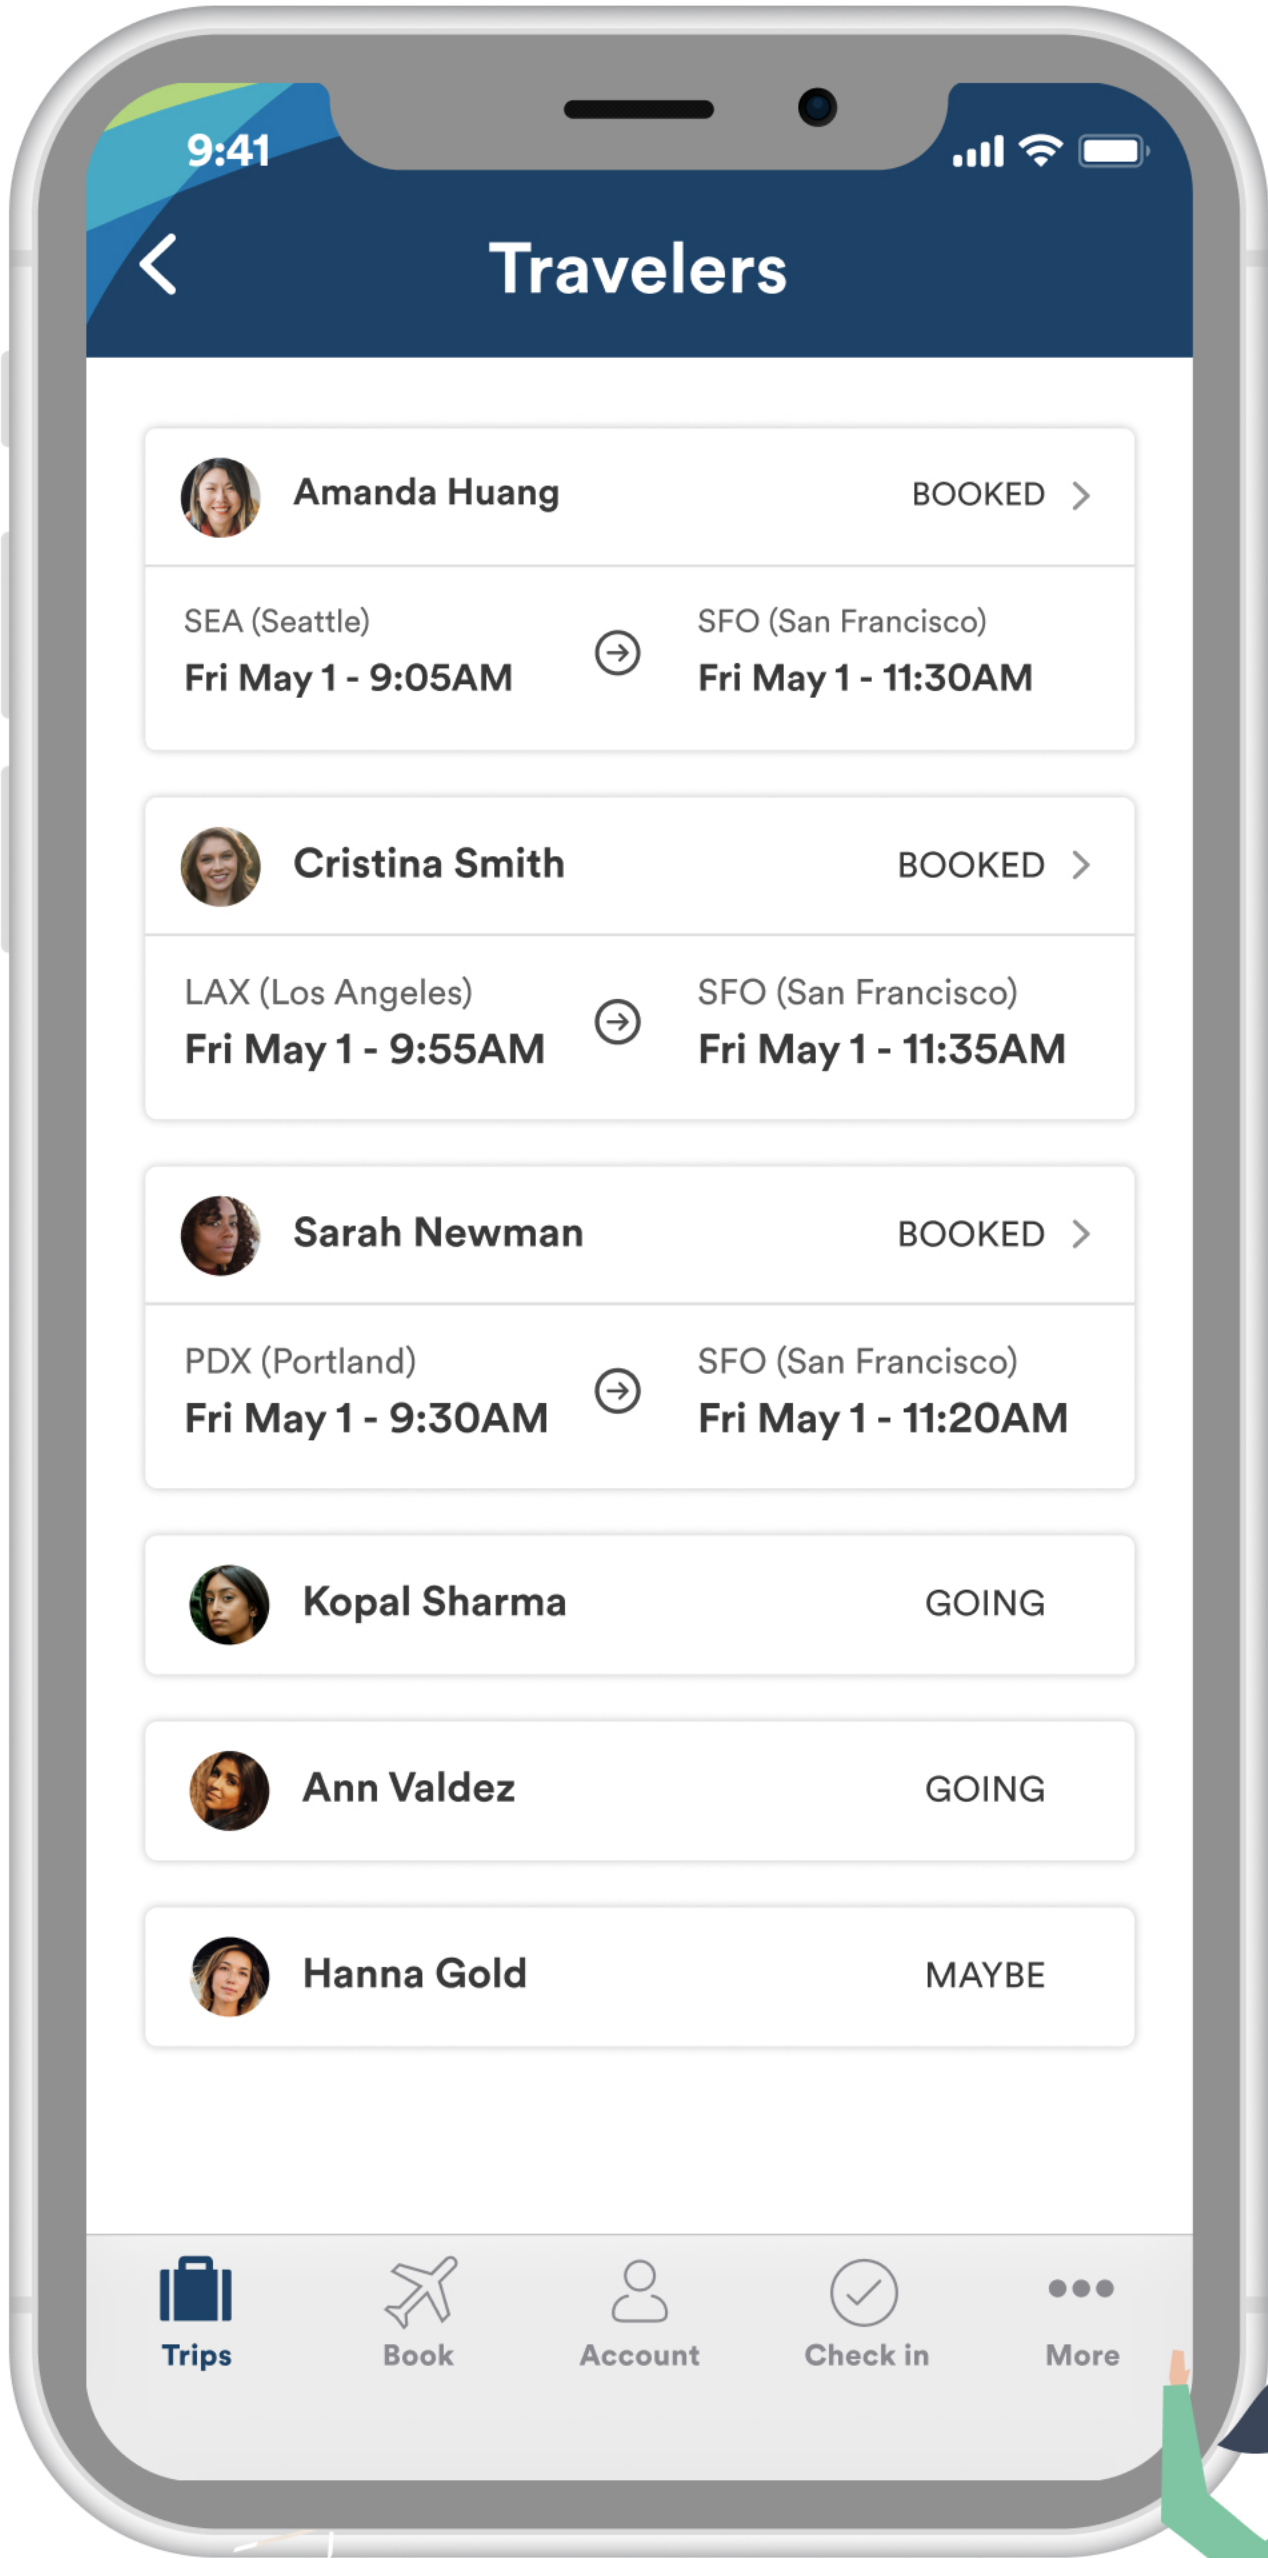 9:41
Travelers
Amanda Huang BOOKED
SEA (Seattle) SFO (San Francisco)
Fri May 1 - 9:05AM Fri May 1 - 11:30AM
Cristina Smith BOOKED
LAX (Los Angeles) SFO (San Francisco)
Fri May 1 - 9:55AM Fri May 1 - 11:35AM
Sarah Newman BOOKED
PDX (Portland) SFO (San Francisco)
Fri May 1 - 9:30AM Fri May 1 - 11:20AM
Kopal Sharma GOING
Ann Valdez GOING
Hanna Gold MAYBE
Trips Book Account Check in More